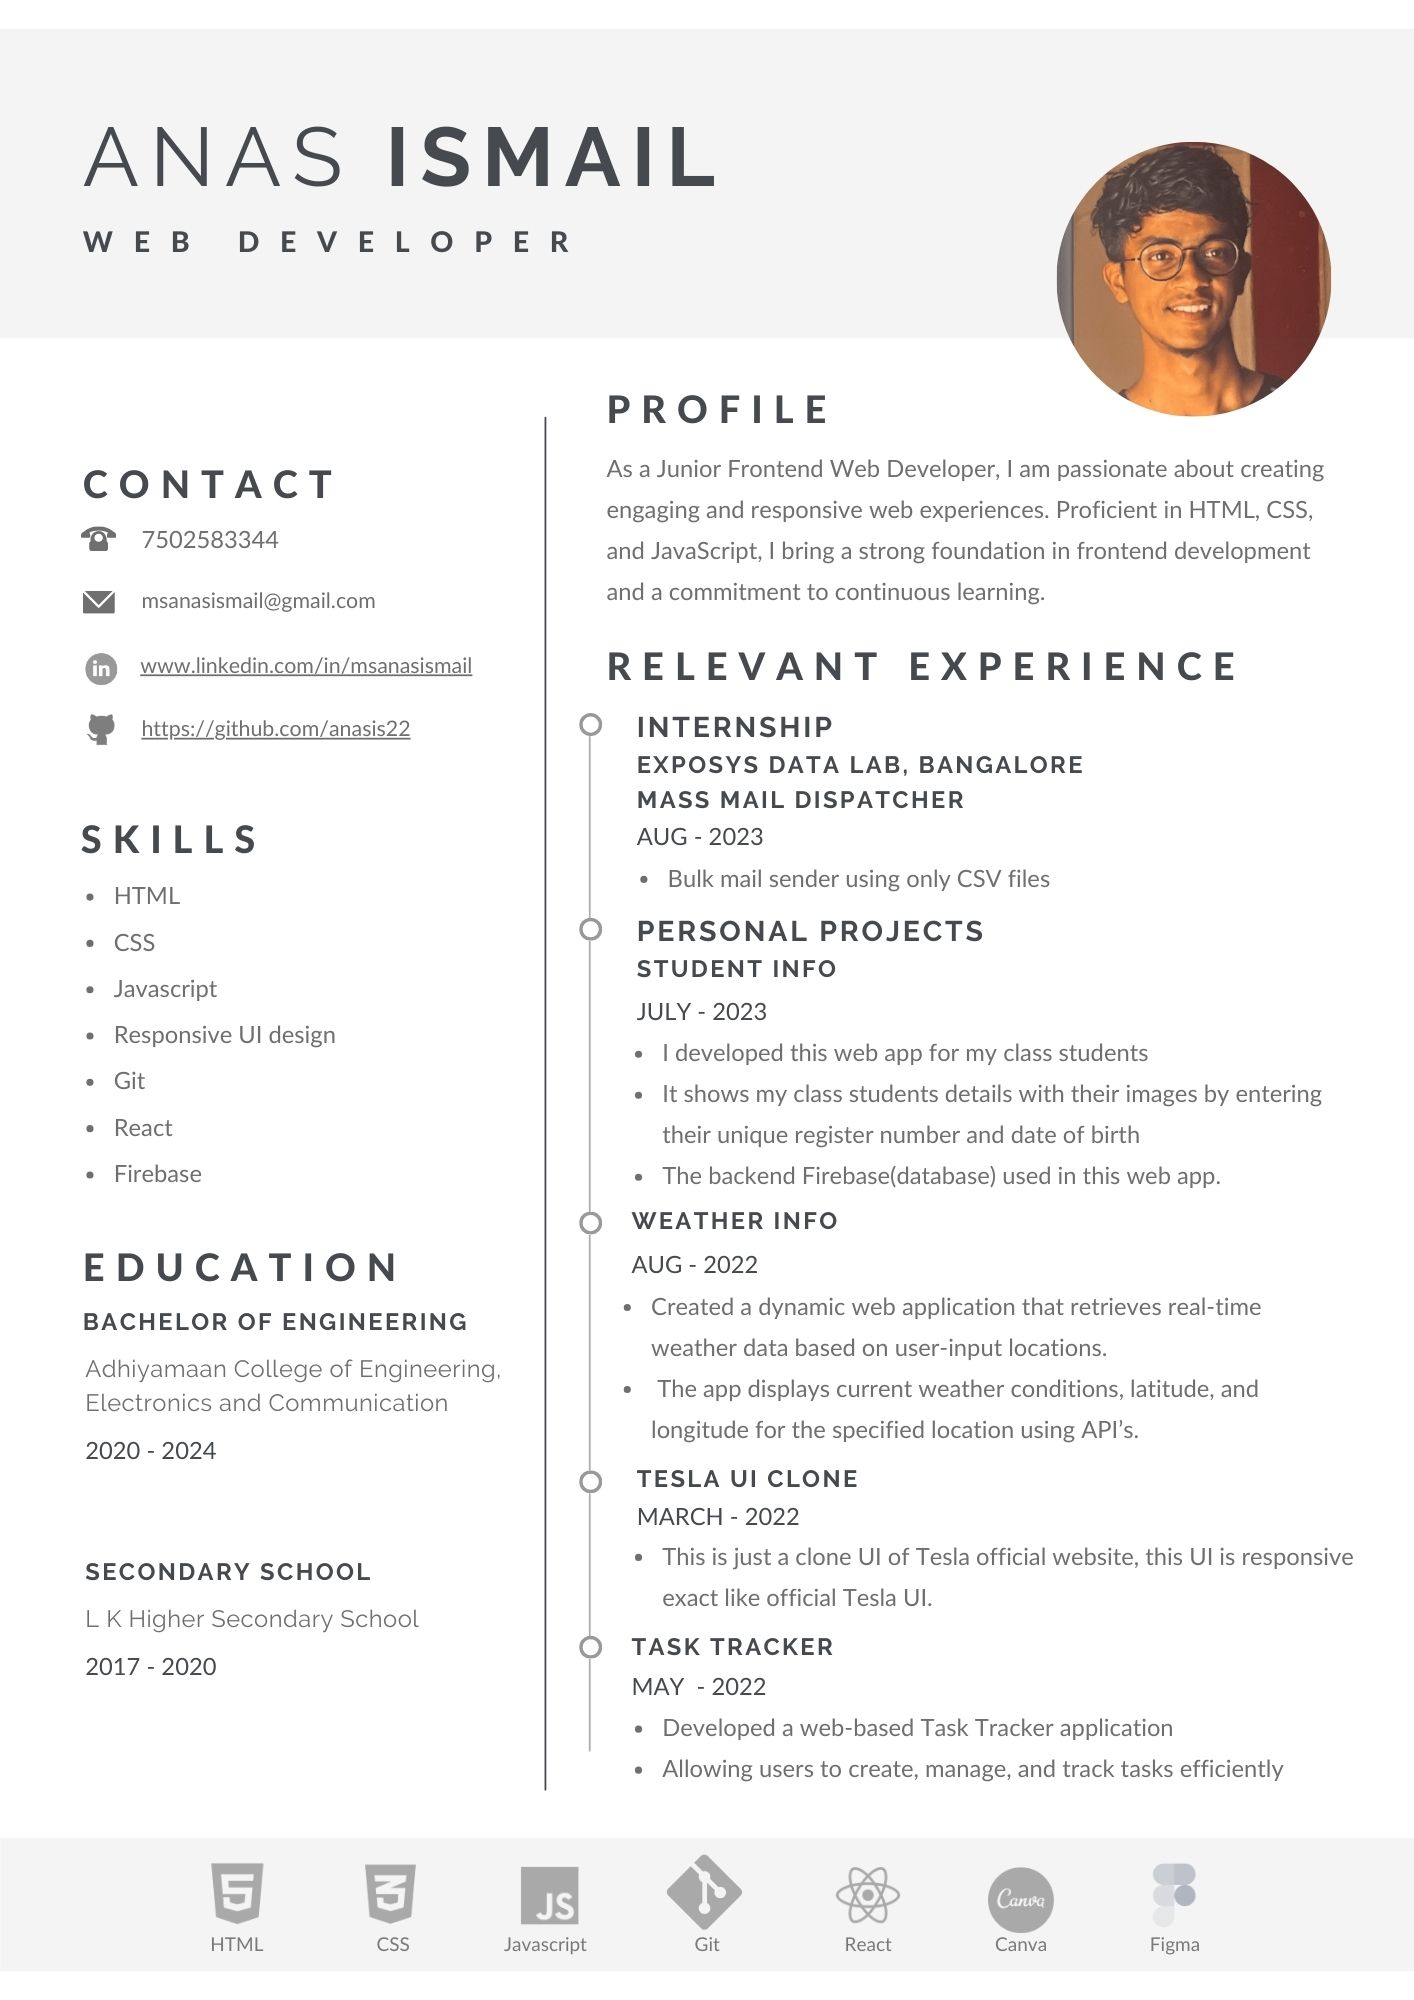 ANAS ISMAIL
WEB DEVELOPER
CONTACT
7502583344
msanasismail@gmail.com
in
www.linkedin.com/in/msanasismail
https://github.com/anasis22
SKILLS
• HTML
• CSS
• Javascript
• Responsive UI design
• Git
• React
• Firebase
EDUCATION
BACHELOR OF ENGINEERING
Adhiyamaan College of Engineering,
Electronics and Communication
2020 - 2024
SECONDARY SCHOOL
L K Higher Secondary School
2017 - 2020
PROFILE
As a Junior Frontend Web Developer, I am passionate about creating
engaging and responsive web experiences. Proficient in HTML, CSS,
and JavaScript, I bring a strong foundation in frontend development
and a commitment to continuous learning.
RELEVANT EXPERIENCE
INTERNSHIP
EXPOSYS DATA LAB, BANGALORE
MASS MAIL DISPATCHER
AUG - 2023
• Bulk mail sender using only CSV files
PERSONAL PROJECTS
STUDENT INFO
JULY - 2023
• I developed this web app for my class students
• It shows my class students details with their images by entering
their unique register number and date of birth
• The backend Firebase(database) used in this web app.
WEATHER INFO
AUG - 2022
• Created a dynamic web application that retrieves real-time
weather data based on user-input locations.
• The app displays current weather conditions, latitude, and
longitude for the specified location using API’s.
TESLA UI CLONE
MARCH - 2022
• This is just a clone UI of Tesla official website, this UI is responsive
exact like official Tesla UI.
TASK TRACKER
MAY - 2022
• Developed a web-based Task Tracker application
• Allowing users to create, manage, and track tasks efficiently
5
3
JS
Canva
HTML
CSS
Javascript
Git
React
Canva
Figma